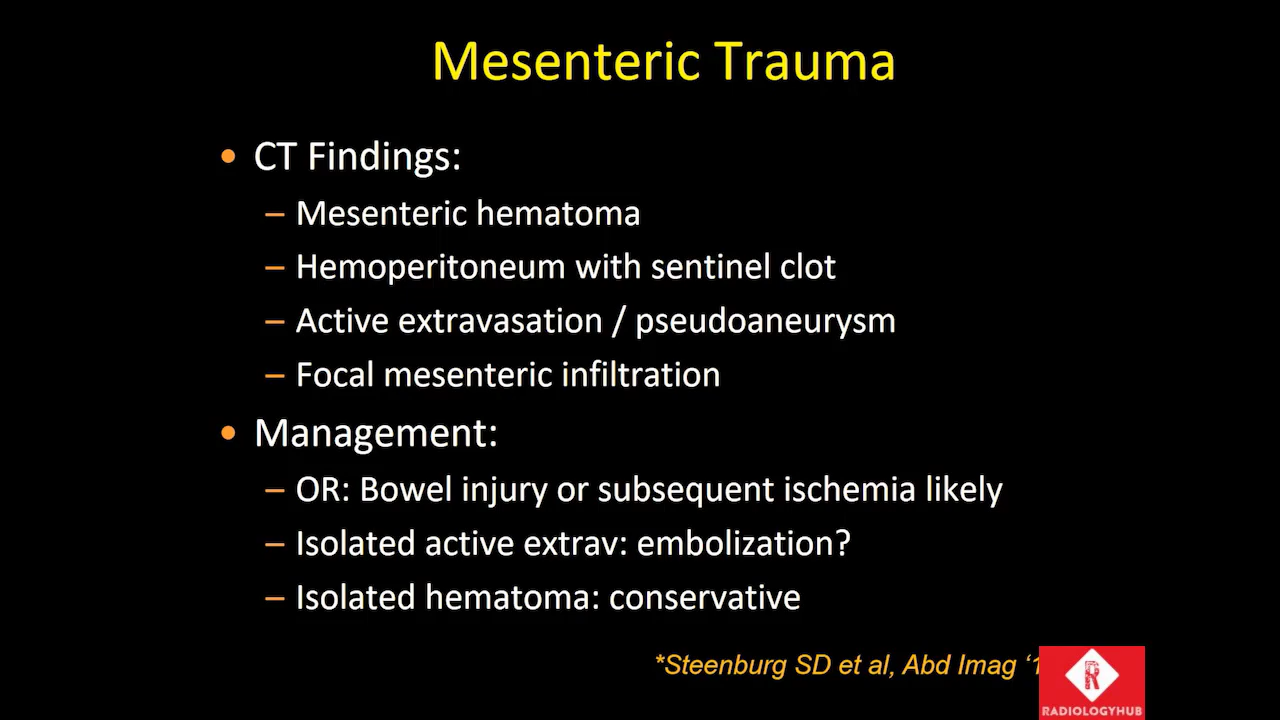 Mesenteric Trauma
• CT Findings:
– Mesenteric hematoma
– Hemoperitoneum with sentinel clot
– Active extravasation / pseudoaneurysm
– Focal mesenteric infiltration
• Management:
– OR: Bowel injury or subsequent ischemia likely
– Isolated active extrav: embolization?
– Isolated hematoma: conservative
*Steenburg SD et al, Abd Imag
R
RADIOLOGYHUB